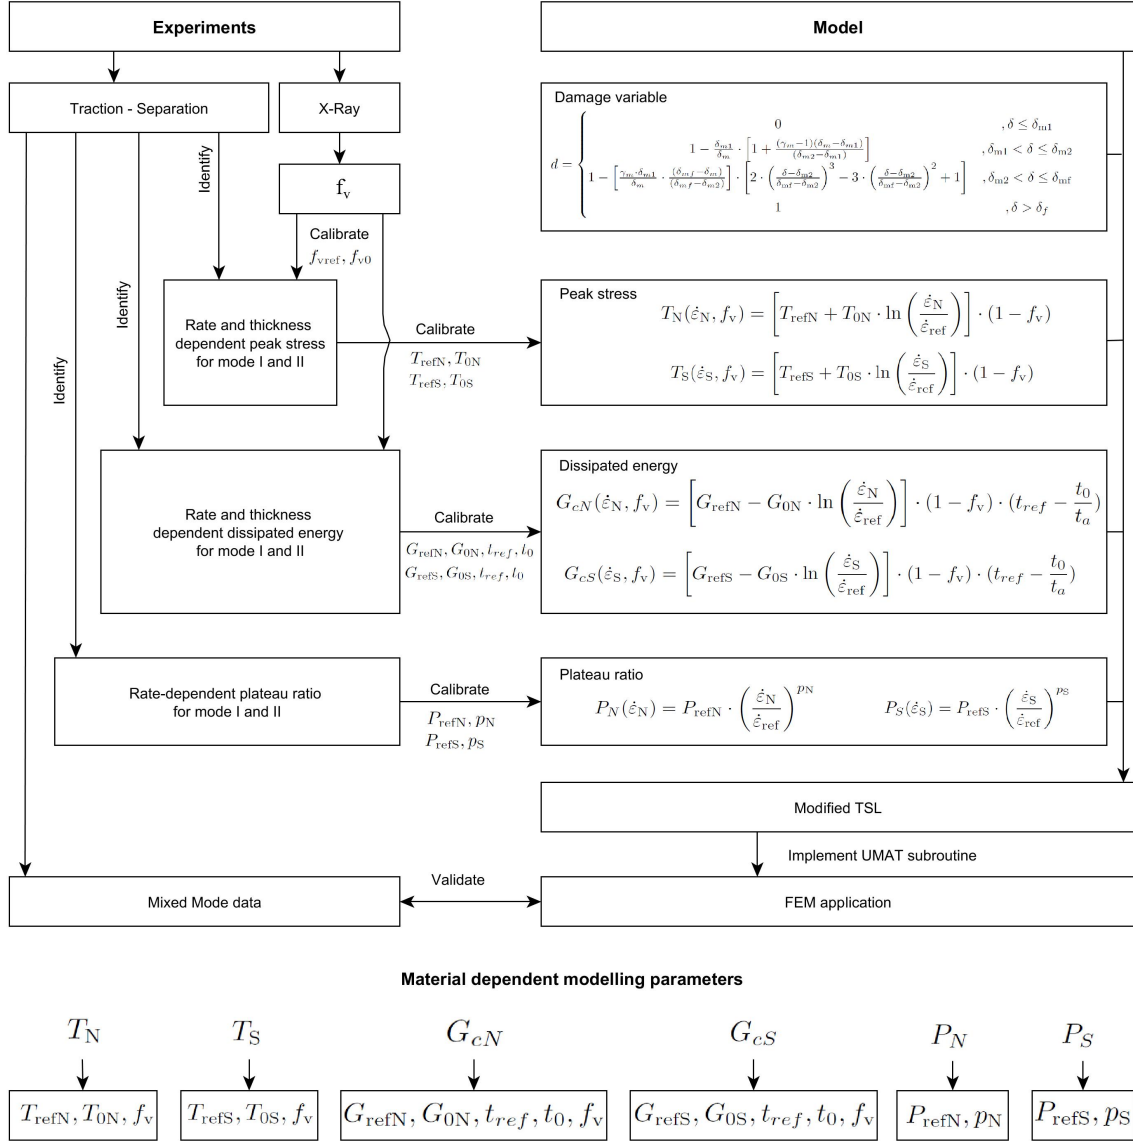 Experiments
Model
Traction - Separation
X-Ray
Identify
f_v
Calibrate
f_vref, f_v0
Damage variable
d = { 0 , δ ≤ δ_m1
1 − δ_m1/δ_m · [1 + (γ_m−1)(δ_m−δ_m1)/(δ_m2−δ_m1)] , δ_m1 < δ ≤ δ_m2
1 − [γ_m·δ_m1/δ_m · (δ_mf−δ_m)/(δ_mf−δ_m2)] · [2 · (δ−δ_m2/δ_mf−δ_m2)^3 − 3 · (δ−δ_m2/δ_mf−δ_m2)^2 + 1] , δ_m2 < δ ≤ δ_mf
1 , δ > δ_f
Identify
Rate and thickness
dependent peak stress
for mode I and II
Calibrate
T_refN, T_0N
T_refS, T_0S
Peak stress
T_N(ε̇_N, f_v) = [T_refN + T_0N · ln(ε̇_N/ε̇_ref)] · (1 − f_v)
T_S(ε̇_S, f_v) = [T_refS + T_0S · ln(ε̇_S/ε̇_ref)] · (1 − f_v)
Identify
Rate and thickness
dependent dissipated energy
for mode I and II
Calibrate
G_refN, G_0N, t_ref, t_0
G_refS, G_0S, t_ref, t_0
Dissipated energy
G_cN(ε̇_N, f_v) = [G_refN − G_0N · ln(ε̇_N/ε̇_ref)] · (1 − f_v) · (t_ref − t_0/t_a)
G_cS(ε̇_S, f_v) = [G_refS − G_0S · ln(ε̇_S/ε̇_ref)] · (1 − f_v) · (t_ref − t_0/t_a)
Rate-dependent plateau ratio
for mode I and II
Calibrate
P_refN, p_N
P_refS, p_S
Plateau ratio
P_N(ε̇_N) = P_refN · (ε̇_N/ε̇_ref)^p_N
P_S(ε̇_S) = P_refS · (ε̇_S/ε̇_ref)^p_S
Modified TSL
Implement UMAT subroutine
Mixed Mode data
Validate
FEM application
Material dependent modelling parameters
T_N T_S G_cN G_cS P_N P_S
T_refN, T_0N, f_v
T_refS, T_0S, f_v
G_refN, G_0N, t_ref, t_0, f_v
G_refS, G_0S, t_ref, t_0, f_v
P_refN, p_N
P_refS, p_S